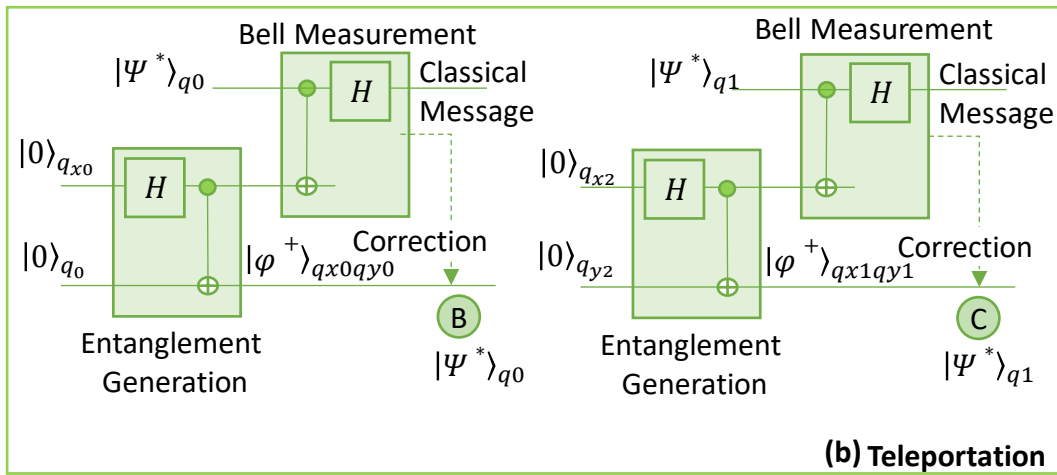 Bell Measurement
|Ψ*⟩q0
H
Classical
Message
|0⟩qx0
H
|0⟩q0
|φ+⟩qx0qy0
Correction
B
Entanglement
Generation
|Ψ*⟩q0
Bell Measurement
|Ψ*⟩q1
H
Classical
Message
|0⟩qx2
H
|0⟩qy2
|φ+⟩qx1qy1
Correction
C
Entanglement
Generation
|Ψ*⟩q1
(b) Teleportation